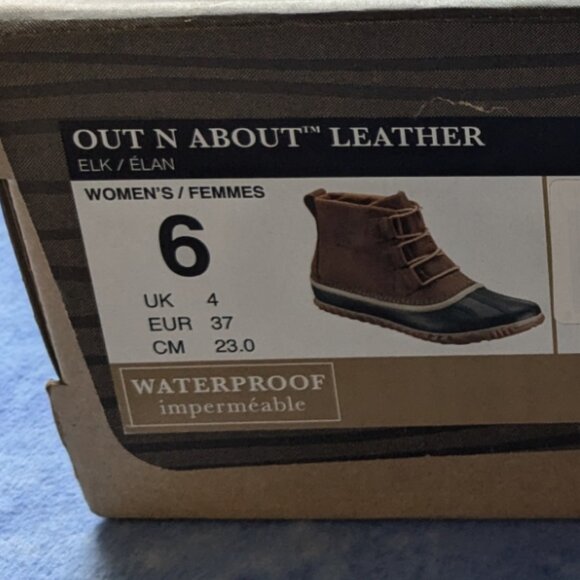 OUT N ABOUT™ LEATHER
ELK / ÉLAN
WOMEN'S / FEMMES
6
UK 4
EUR 37
CM 23.0
WATERPROOF
imperméable